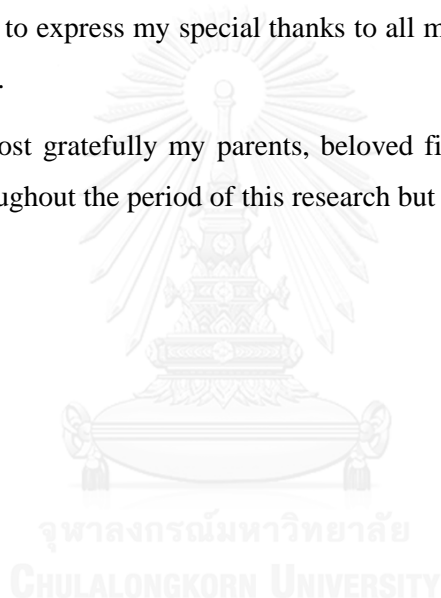 to express my special thanks to all m
.
ost gratefully my parents, beloved fi
ughout the period of this research but
จุฬาลงกรณ์มหาวิทยาลัย
CHULALONGKORN UNIVERSITY